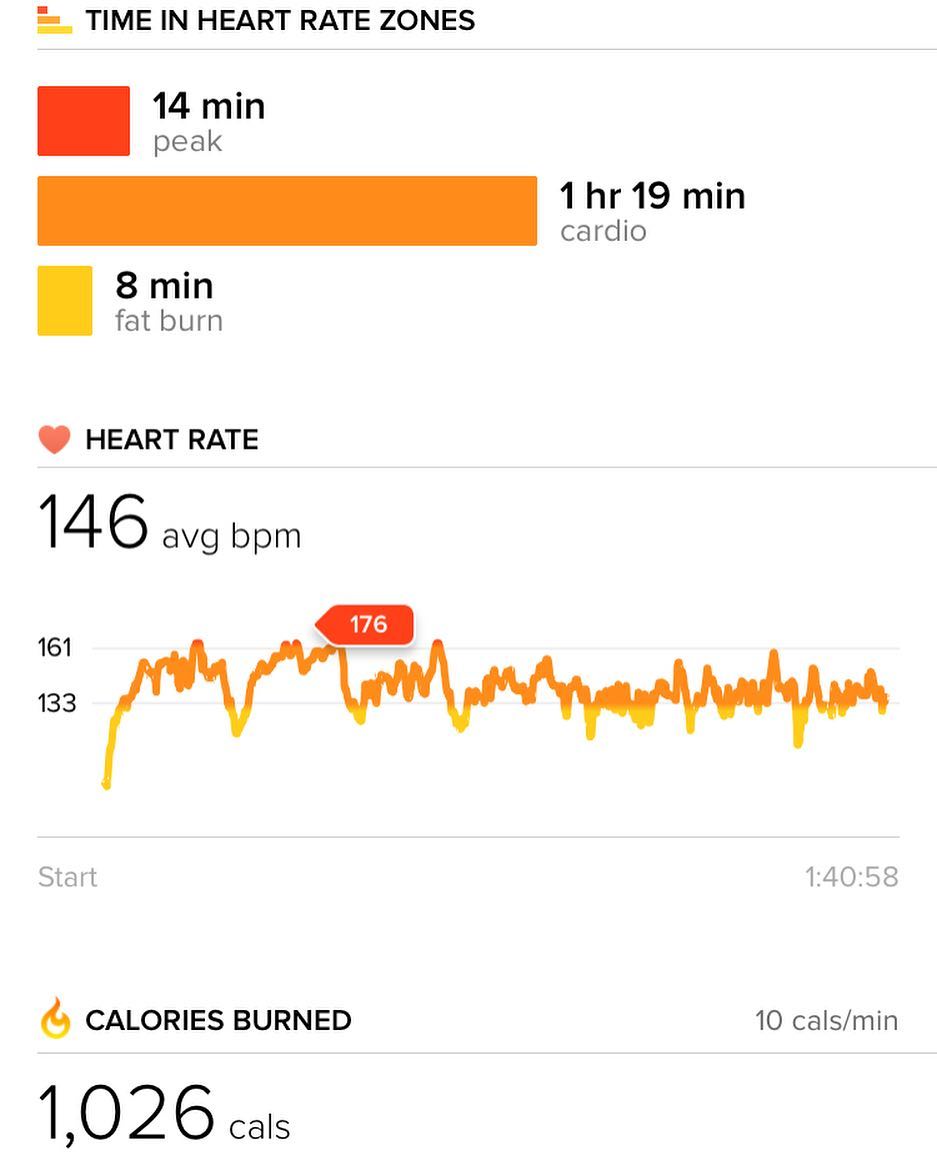 TIME IN HEART RATE ZONES
14 min
peak
1 hr 19 min
cardio
8 min
fat burn
HEART RATE
146 avg bpm
176
161
133
Start 1:40:58
CALORIES BURNED 10 cals/min
1,026 cals